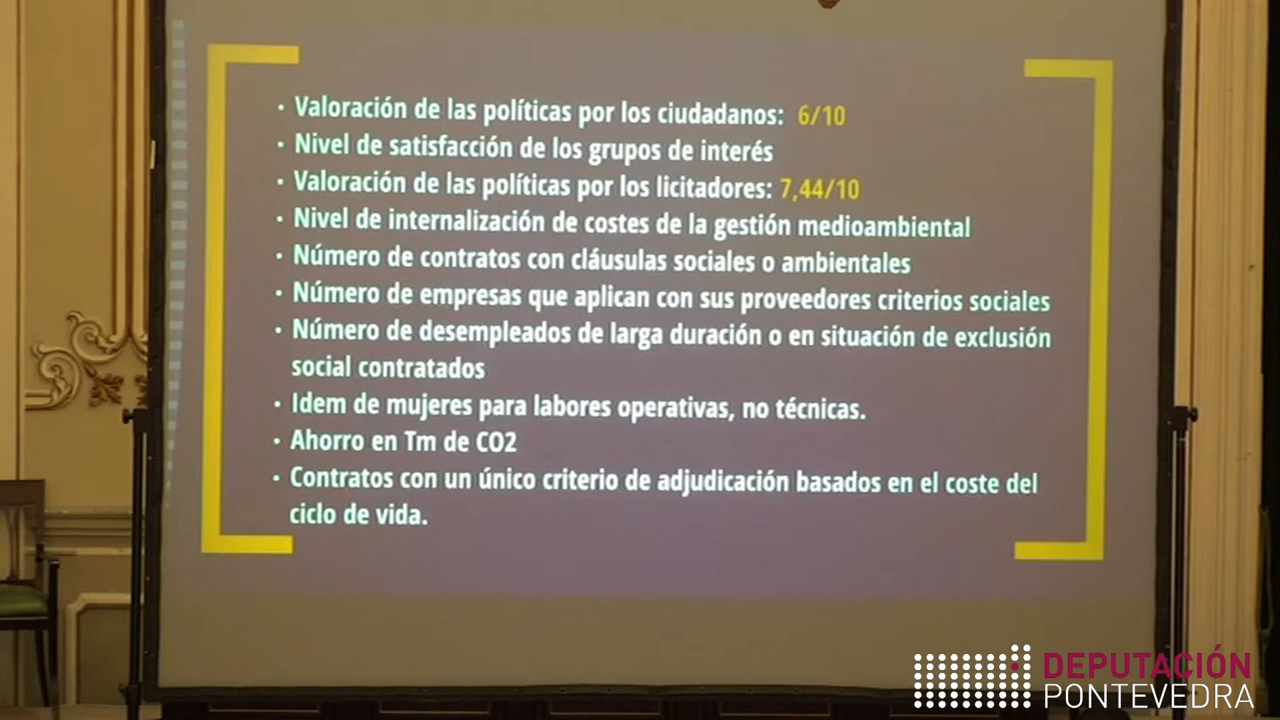 · Valoración de las políticas por los ciudadanos: 6/10
· Nivel de satisfacción de los grupos de interés
· Valoración de las políticas por los licitadores: 7,44/10
· Nivel de internalización de costes de la gestión medioambiental
· Número de contratos con cláusulas sociales o ambientales
· Número de empresas que aplican con sus proveedores criterios sociales
· Número de desempleados de larga duración o en situación de exclusión
social contratados
· Idem de mujeres para labores operativas, no técnicas.
· Ahorro en Tm de CO2
· Contratos con un único criterio de adjudicación basados en el coste del
ciclo de vida.
DEPUTACIÓN
PONTEVEDRA